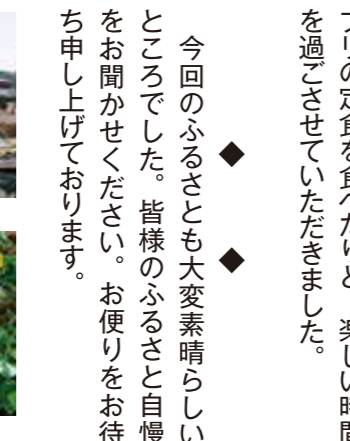 ブリの定食を食べたりと、楽しい時間
を過ごさせていただきました。
◆　◆
今回のふるさとも大変素晴らしい
ところでした。皆様のふるさと自慢
をお聞かせください。お便りをお待
ち申し上げております。